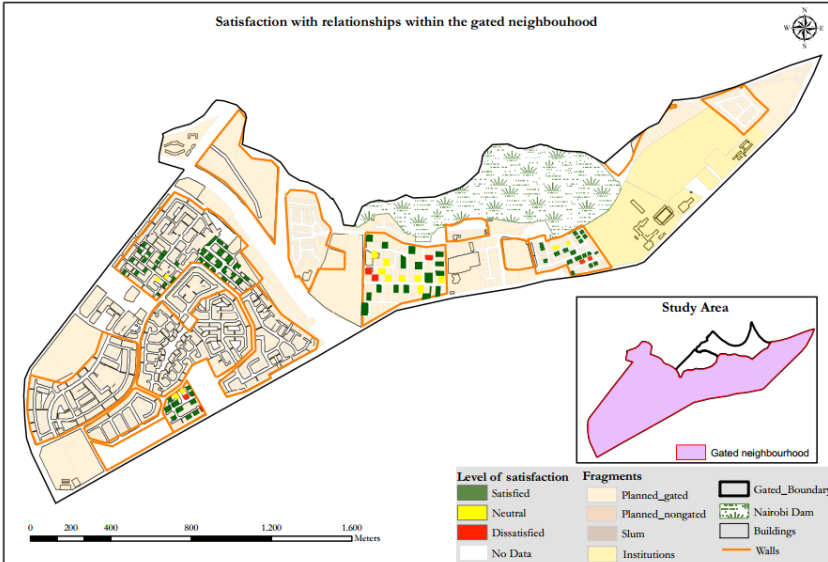 Satisfaction with relationships within the gated neighbouhood
N
W E
S
Study Area
Gated neighbourhood
Level of satisfaction
Satisfied
Neutral
Dissatisfied
No Data
Fragments
Planned_gated
Planned_nongated
Slum
Institutions
Gated_Boundary
Nairobi Dam
Buildings
Walls
0 200 400 800 1.200 1.600
Meters